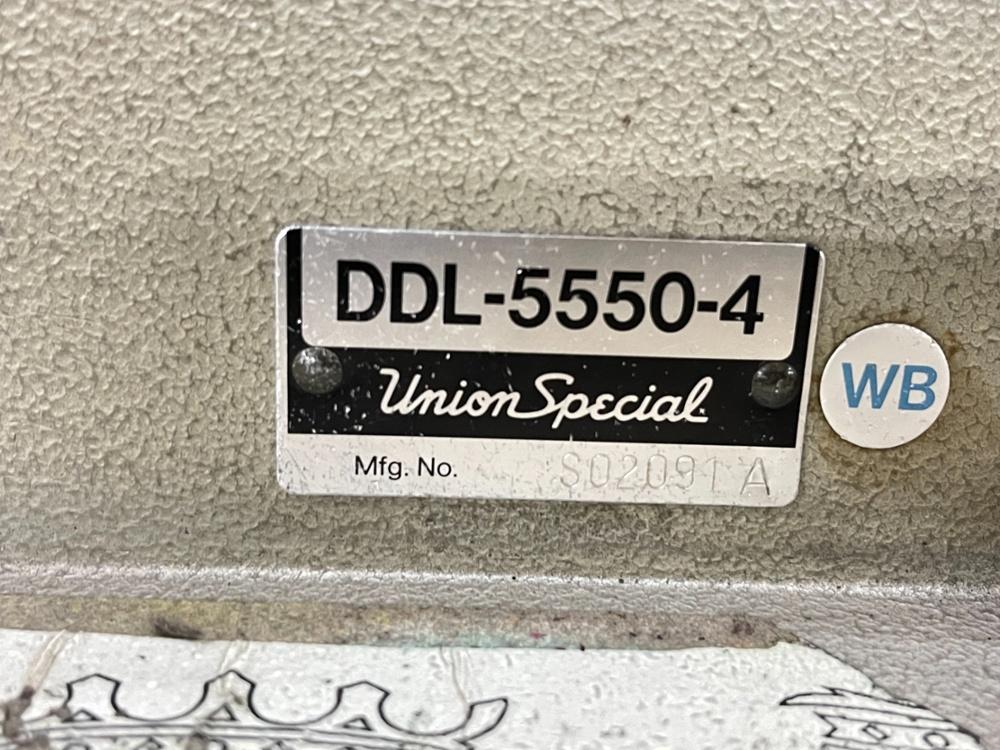 DDL-5550-4
Union Special
WB
Mfg. No. S02091 A